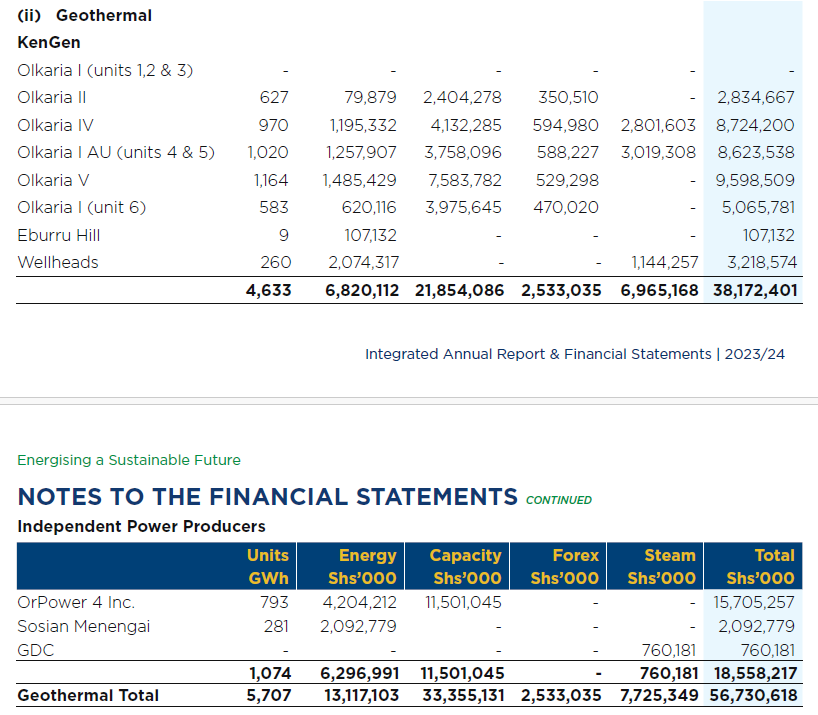 (ii) Geothermal
KenGen
Olkaria I (units 1,2 & 3) - - - - - -
Olkaria II 627 79,879 2,404,278 350,510 - 2,834,667
Olkaria IV 970 1,195,332 4,132,285 594,980 2,801,603 8,724,200
Olkaria I AU (units 4 & 5) 1,020 1,257,907 3,758,096 588,227 3,019,308 8,623,538
Olkaria V 1,164 1,485,429 7,583,782 529,298 - 9,598,509
Olkaria I (unit 6) 583 620,116 3,975,645 470,020 - 5,065,781
Eburru Hill 9 107,132 - - - 107,132
Wellheads 260 2,074,317 - - 1,144,257 3,218,574
4,633 6,820,112 21,854,086 2,533,035 6,965,168 38,172,401
Integrated Annual Report & Financial Statements | 2023/24
Energising a Sustainable Future
NOTES TO THE FINANCIAL STATEMENTS CONTINUED
Independent Power Producers
Units Energy Capacity Forex Steam Total
GWh Shs'000 Shs'000 Shs'000 Shs'000 Shs'000
OrPower 4 Inc. 793 4,204,212 11,501,045 - - 15,705,257
Sosian Menengai 281 2,092,779 - - - 2,092,779
GDC - - - - 760,181 760,181
1,074 6,296,991 11,501,045 - 760,181 18,558,217
Geothermal Total 5,707 13,117,103 33,355,131 2,533,035 7,725,349 56,730,618